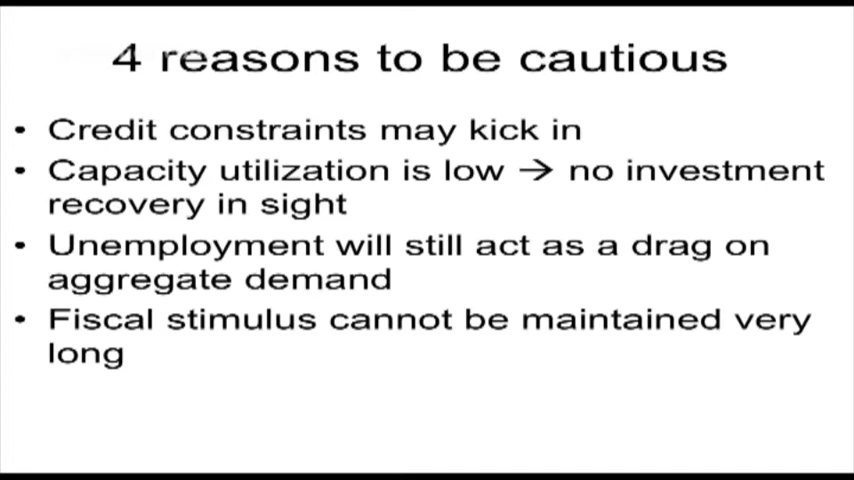 4 reasons to be cautious
• Credit constraints may kick in
• Capacity utilization is low → no investment
recovery in sight
• Unemployment will still act as a drag on
aggregate demand
• Fiscal stimulus cannot be maintained very
long